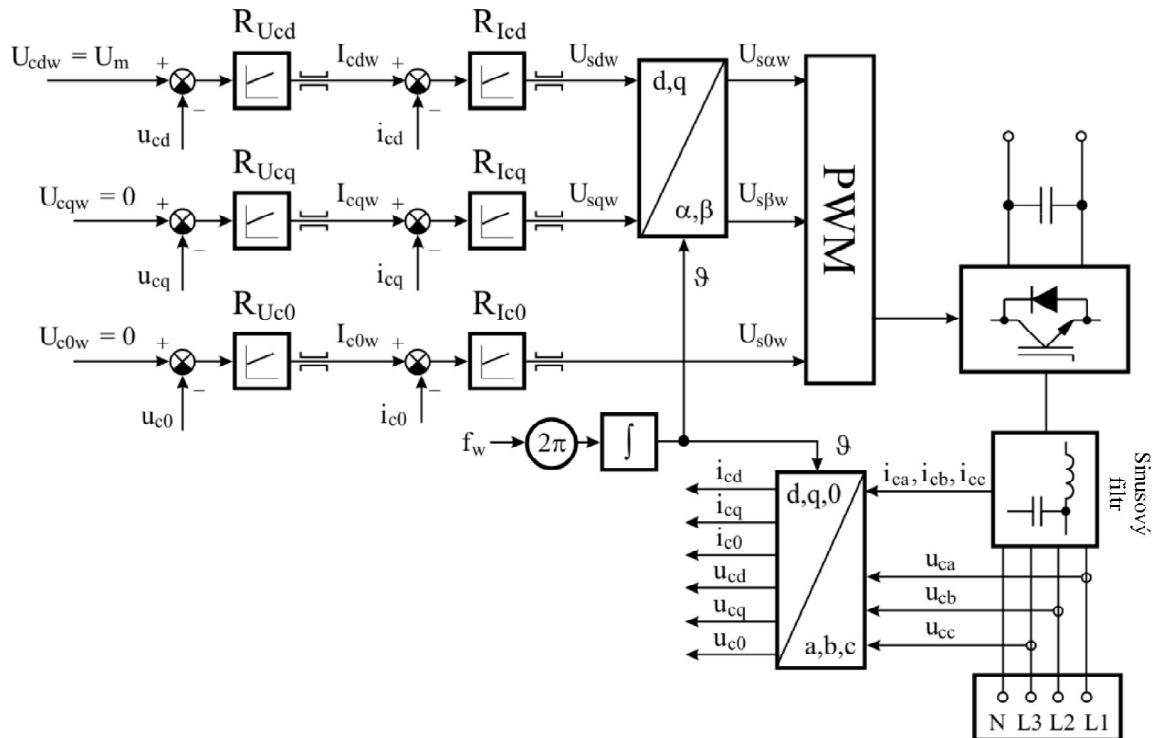 R_Ucd
R_Icd
U_cdw = U_m
+
−
u_cd
I_cdw
+
−
i_cd
U_sdw
d,q
α,β
U_sαw
PWM
R_Ucq
R_Icq
U_cqw = 0
+
−
u_cq
I_cqw
+
−
i_cq
U_sqw
U_sβw
ϑ
R_Uc0
R_Ic0
U_c0w = 0
+
−
u_c0
I_c0w
+
−
i_c0
U_s0w
f_w
2π
∫
ϑ
i_cd
i_cq
i_c0
u_cd
u_cq
u_c0
d,q,0
a,b,c
i_ca, i_cb, i_cc
u_ca
u_cb
u_cc
Sinusový
filtr
N L3 L2 L1